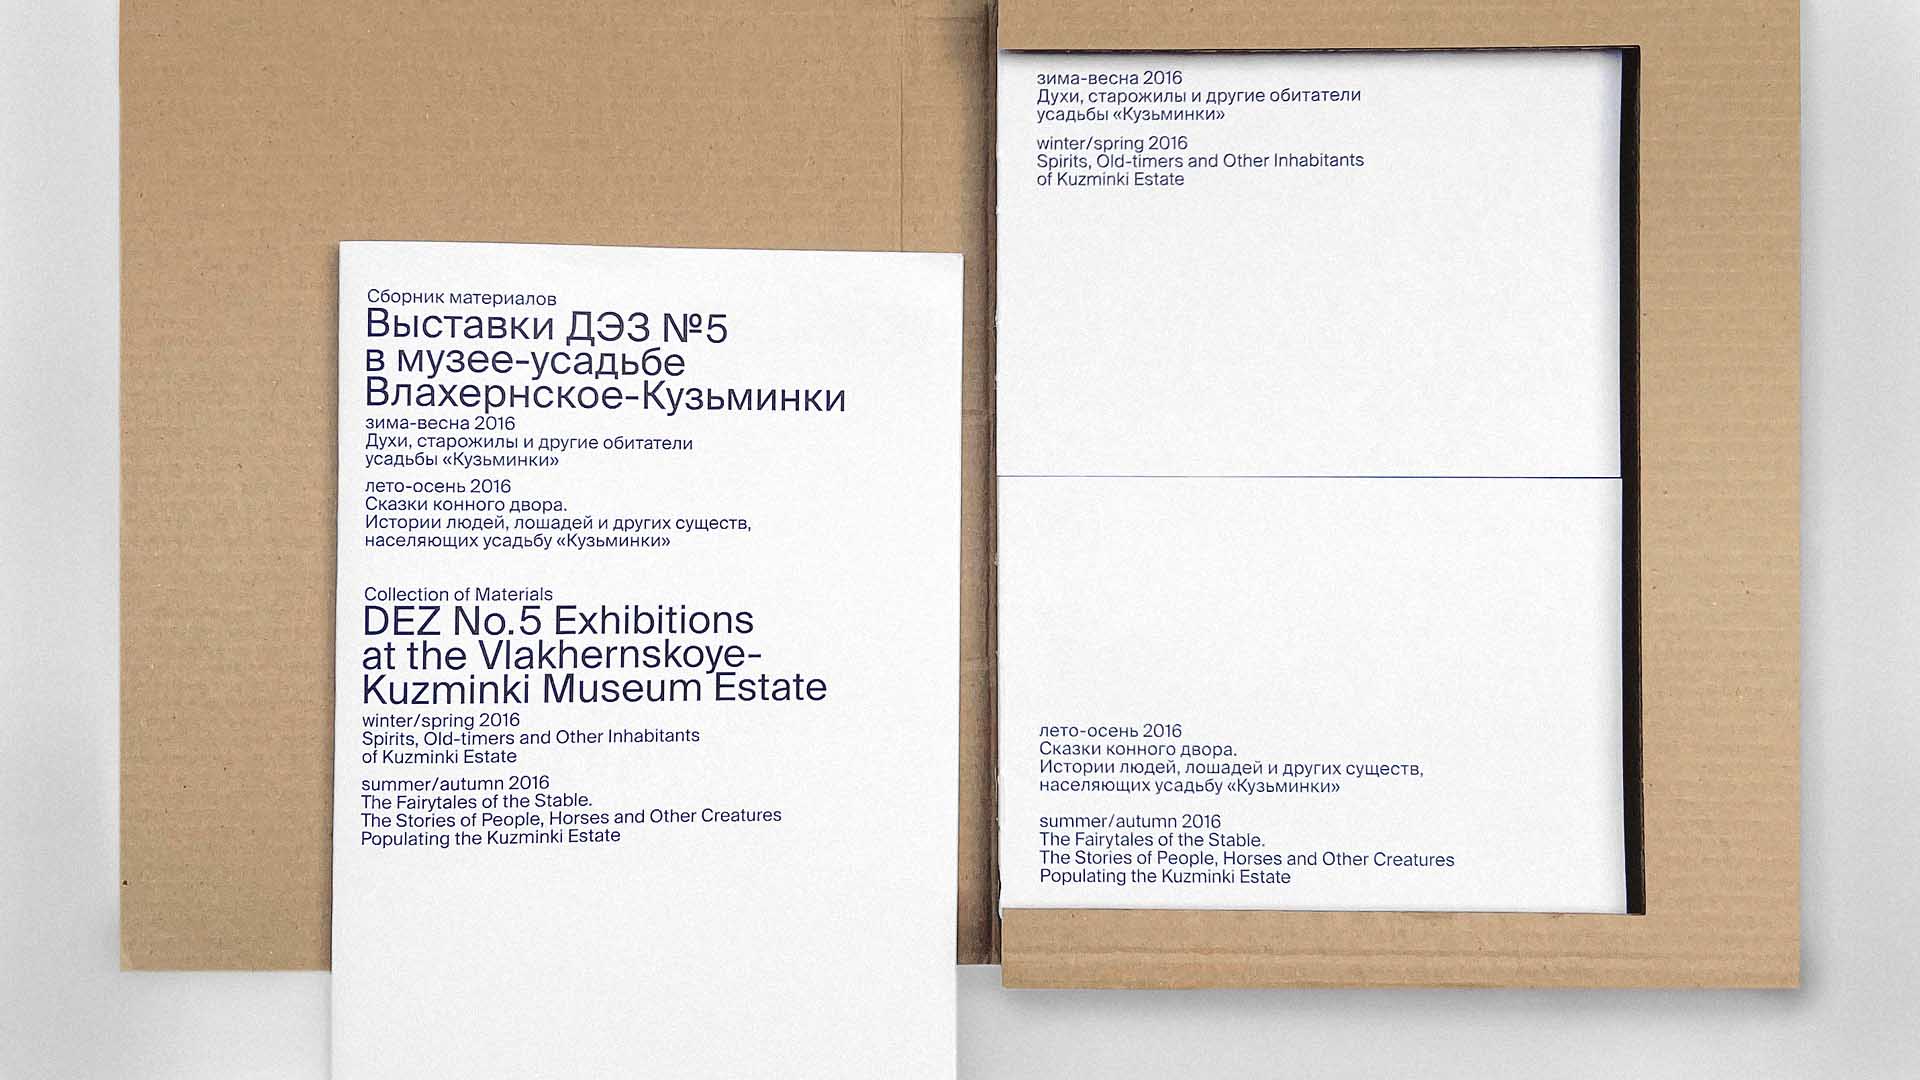 Сборник материалов
Выставки ДЭЗ №5
в музее-усадьбе
Влахернское-Кузьминки
зима-весна 2016
Духи, старожилы и другие обитатели
усадьбы «Кузьминки»
лето-осень 2016
Сказки конного двора.
Истории людей, лошадей и других существ,
населяющих усадьбу «Кузьминки»
Collection of Materials
DEZ No.5 Exhibitions
at the Vlakhernskoye-
Kuzminki Museum Estate
winter/spring 2016
Spirits, Old-timers and Other Inhabitants
of Kuzminki Estate
summer/autumn 2016
The Fairytales of the Stable.
The Stories of People, Horses and Other Creatures
Populating the Kuzminki Estate
зима-весна 2016
Духи, старожилы и другие обитатели
усадьбы «Кузьминки»
winter/spring 2016
Spirits, Old-timers and Other Inhabitants
of Kuzminki Estate
лето-осень 2016
Сказки конного двора.
Истории людей, лошадей и других существ,
населяющих усадьбу «Кузьминки»
summer/autumn 2016
The Fairytales of the Stable.
The Stories of People, Horses and Other Creatures
Populating the Kuzminki Estate